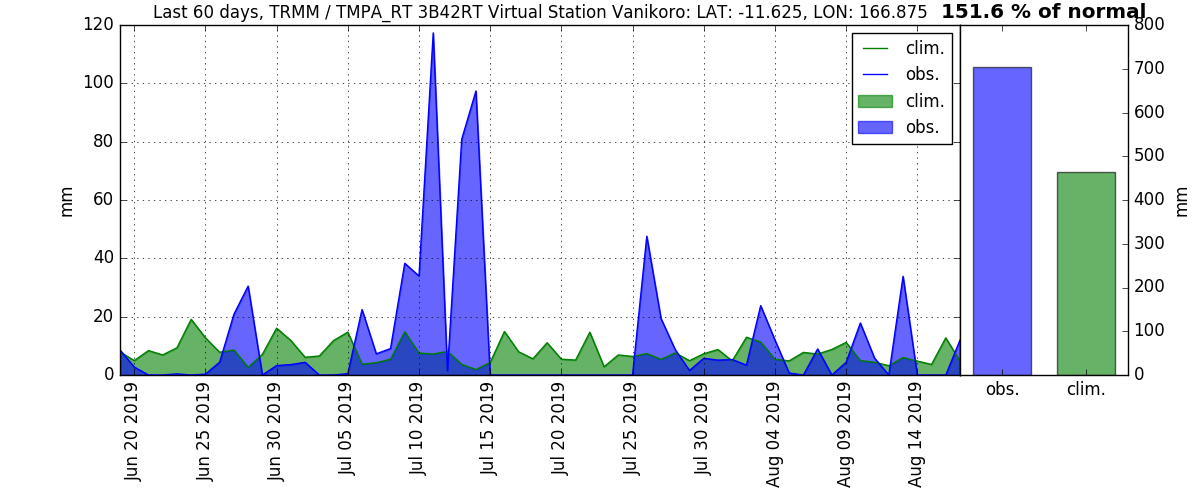 Last 60 days, TRMM / TMPA_RT 3B42RT Virtual Station Vanikoro: LAT: -11.625, LON: 166.875 151.6 % of normal
120
100
80
60
40
20
0
mm
clim.
obs.
clim.
obs.
Jun 20 2019
Jun 25 2019
Jun 30 2019
Jul 05 2019
Jul 10 2019
Jul 15 2019
Jul 20 2019
Jul 25 2019
Jul 30 2019
Aug 04 2019
Aug 09 2019
Aug 14 2019
800
700
600
500
400
300
200
100
0
mm
obs.
clim.